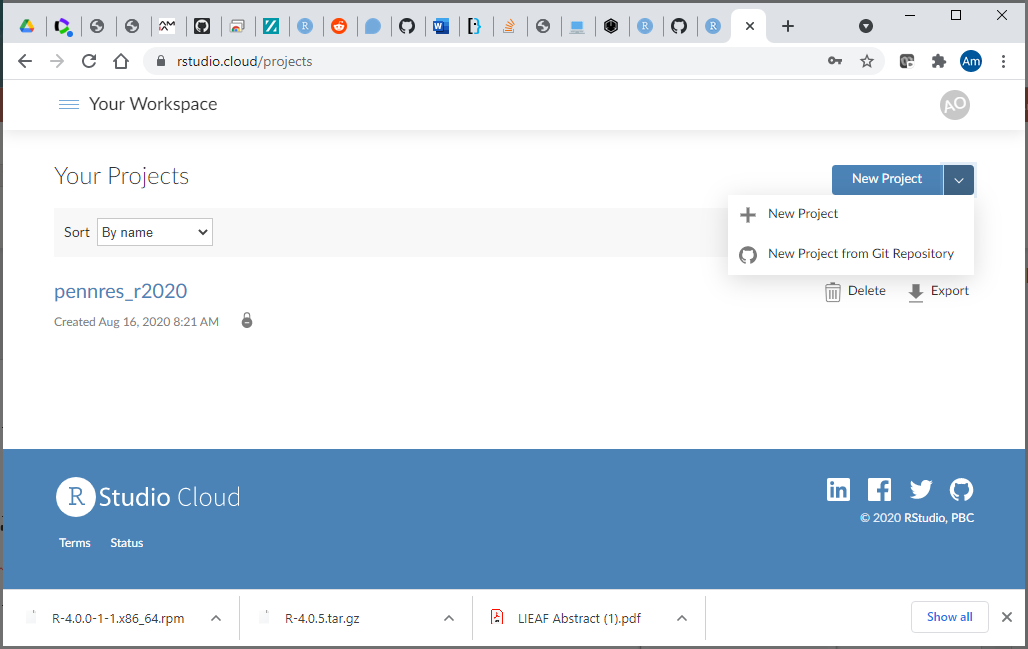 rstudio.cloud/projects
Am
Your Workspace
AO
Your Projects
New Project
Sort
By name
New Project
New Project from Git Repository
pennres_r2020
Delete
Export
Created Aug 16, 2020 8:21 AM
R Studio Cloud
© 2020 RStudio, PBC
Terms
Status
R-4.0.0-1-1.x86_64.rpm
R-4.0.5.tar.gz
LIEAF Abstract (1).pdf
Show all